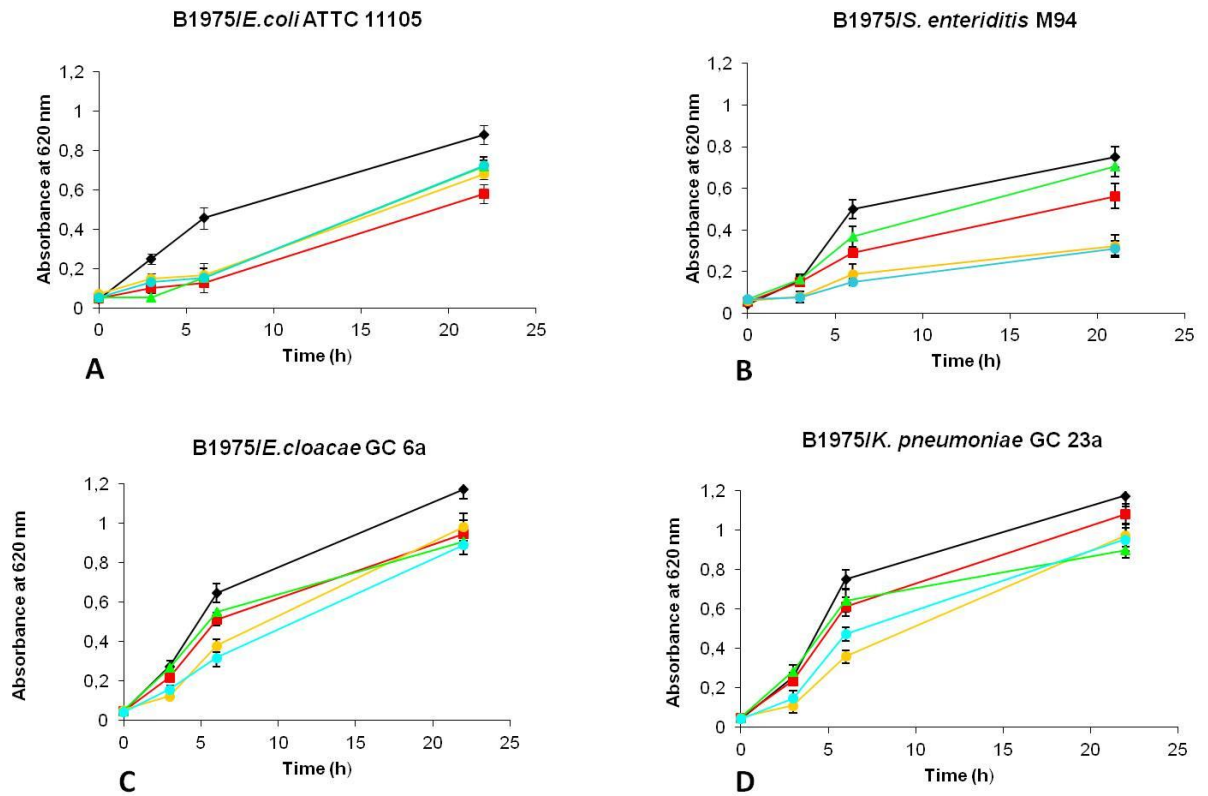 B1975/E.coli ATTC 11105
Absorbance at 620 nm
1,2
1
0,8
0,6
0,4
0,2
0
0 5 10 15 20 25
Time (h)
A
B1975/S. enteriditis M94
Absorbance at 620 nm
1,2
1
0,8
0,6
0,4
0,2
0
0 5 10 15 20 25
Time (h)
B
B1975/E.cloacae GC 6a
Absorbance at 620 nm
1,2
1
0,8
0,6
0,4
0,2
0
0 5 10 15 20 25
Time (h)
C
B1975/K. pneumoniae GC 23a
Absorbance at 620 nm
1,2
1
0,8
0,6
0,4
0,2
0
0 5 10 15 20 25
Time (h)
D